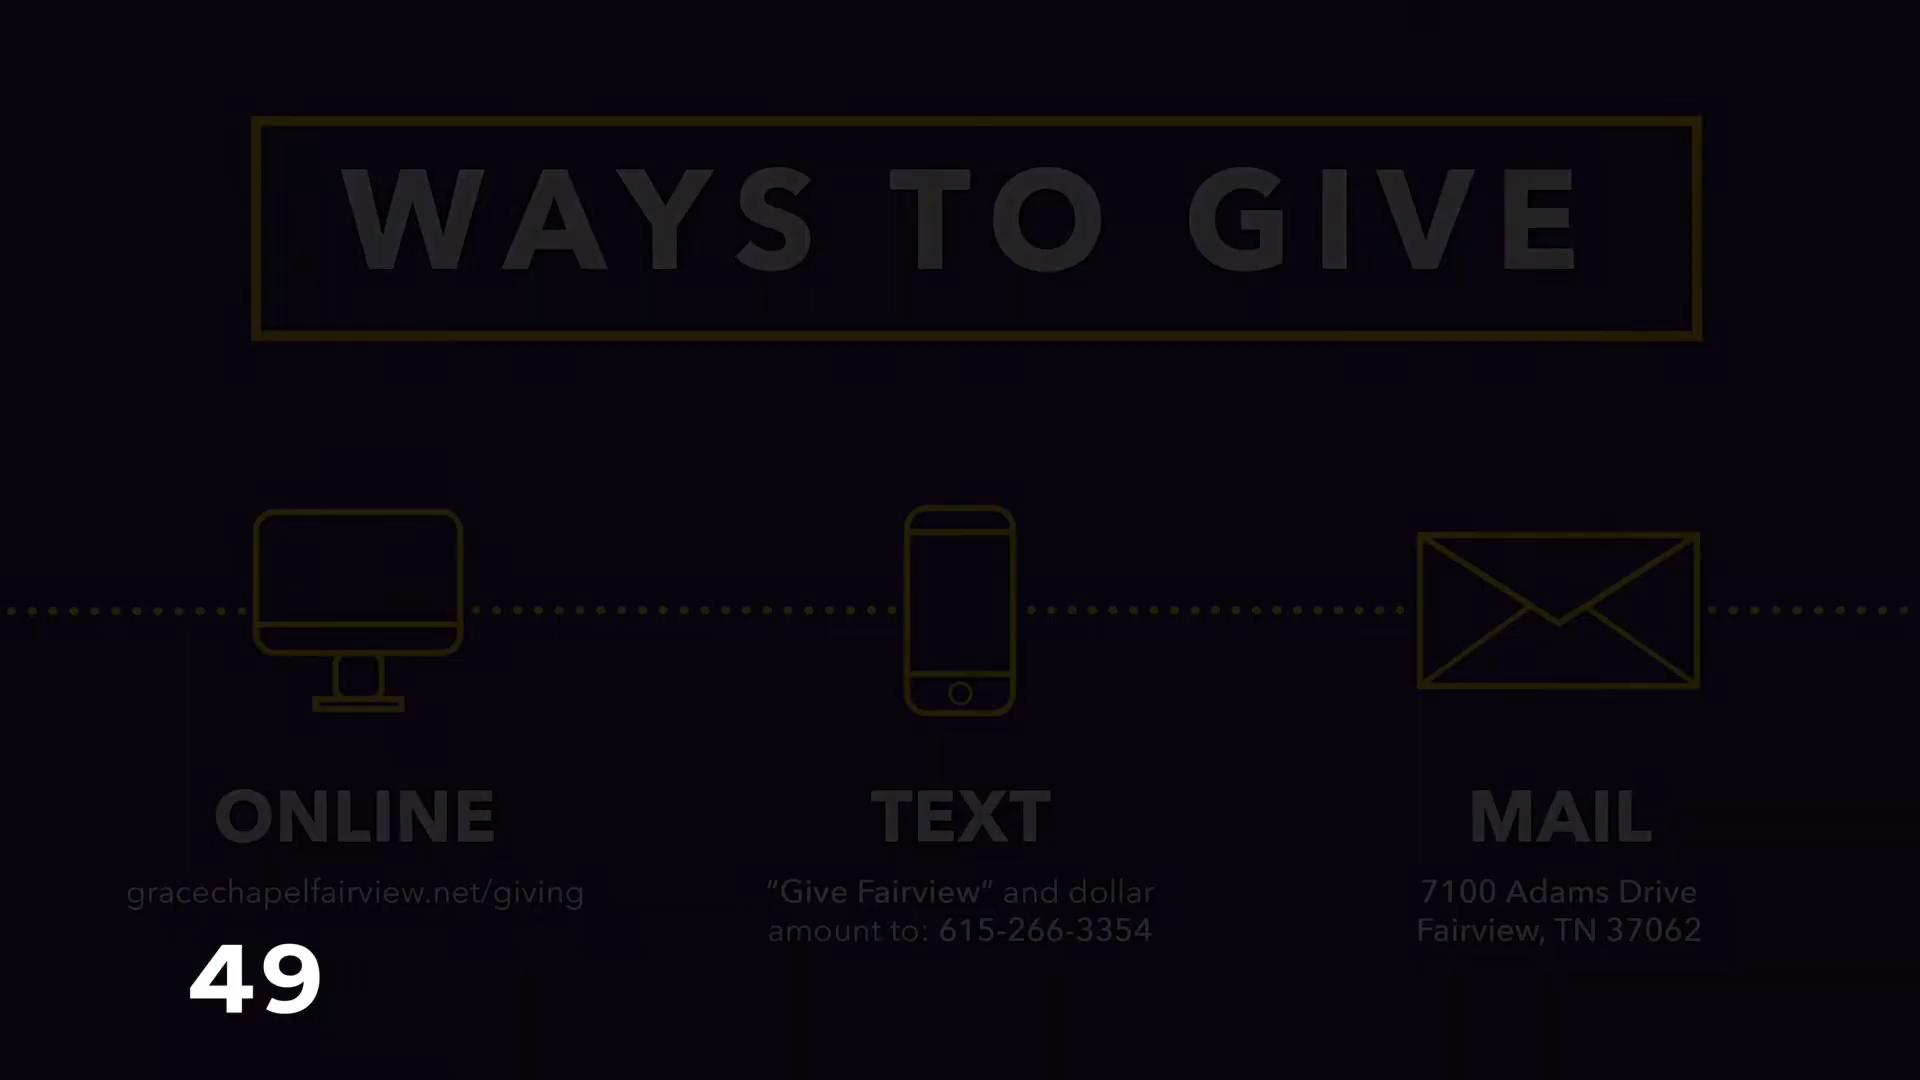 WAYS TO GIVE
ONLINE
gracechapelfairview.net/giving
TEXT
“Give Fairview” and dollar
amount to: 615-266-3354
MAIL
7100 Adams Drive
Fairview, TN 37062
49